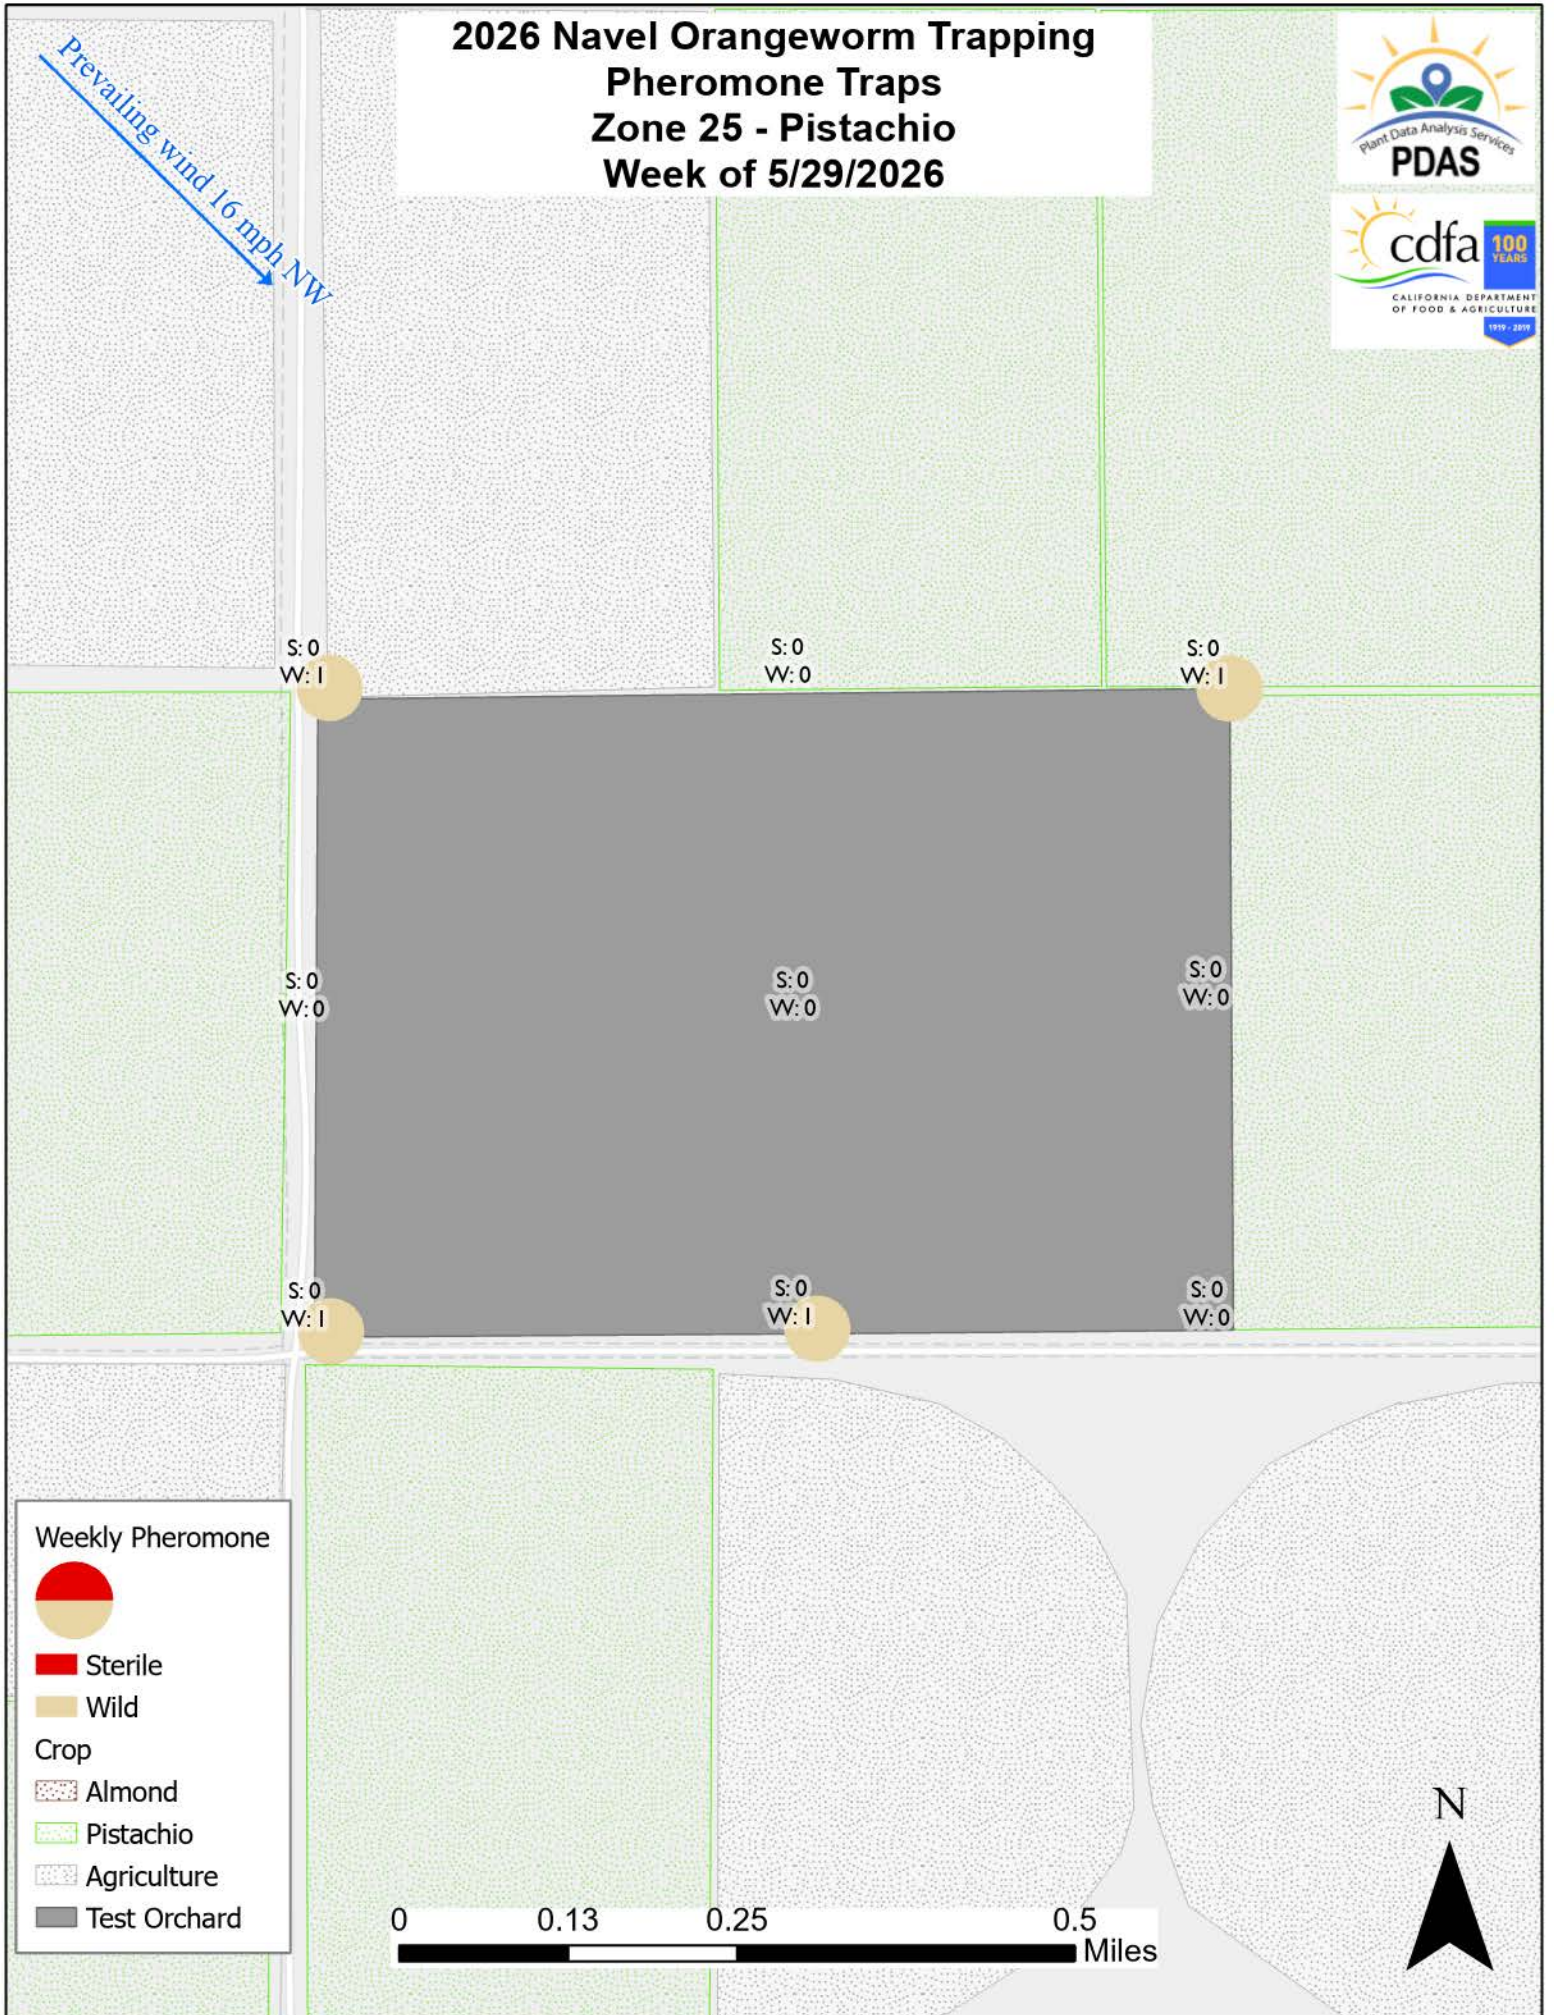 2026 Navel Orangeworm Trapping
Pheromone Traps
Zone 25 - Pistachio
Week of 5/29/2026
Prevailing wind 16 mph NW
Plant Data Analysis Services
PDAS
cdfa
100
YEARS
CALIFORNIA DEPARTMENT
OF FOOD & AGRICULTURE
1919 - 2019
S: 0
W: 1
S: 0
W: 0
S: 0
W: 1
S: 0
W: 0
S: 0
W: 0
S: 0
W: 0
S: 0
W: 1
S: 0
W: 1
S: 0
W: 0
Weekly Pheromone
Sterile
Wild
Crop
Almond
Pistachio
Agriculture
Test Orchard
0 0.13 0.25 0.5
Miles
N